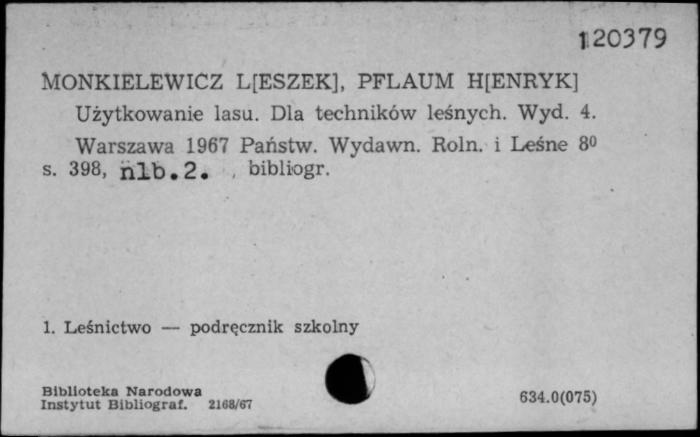 120379
MONKIELEWICZ L[ESZEK], PFLAUM H[ENRYK]
Użytkowanie lasu. Dla techników leśnych. Wyd. 4.
Warszawa 1967 Państw. Wydawn. Roln. i Leśne 8⁰
s. 398, nlb.2. , bibliogr.
1. Leśnictwo — podręcznik szkolny
Biblioteka Narodowa
Instytut Bibliograf. 2168/67
634.0(075)